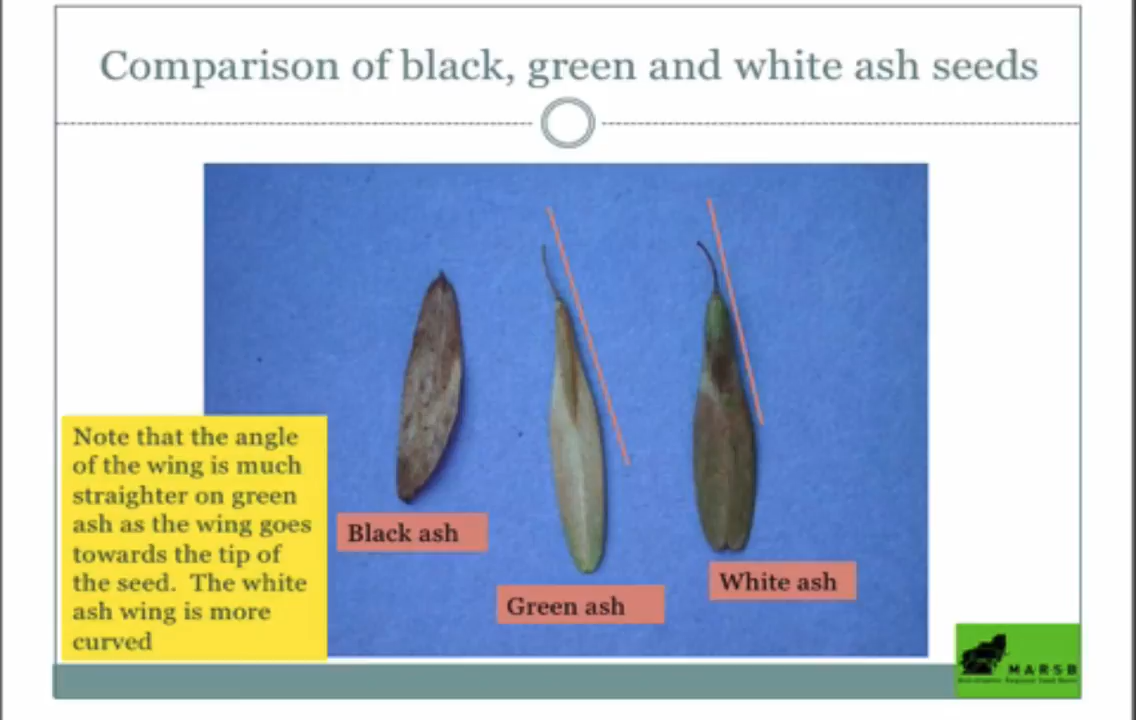 Comparison of black, green and white ash seeds
Note that the angle
of the wing is much
straighter on green
ash as the wing goes
towards the tip of
the seed.  The white
ash wing is more
curved
Black ash
Green ash
White ash
MARSB